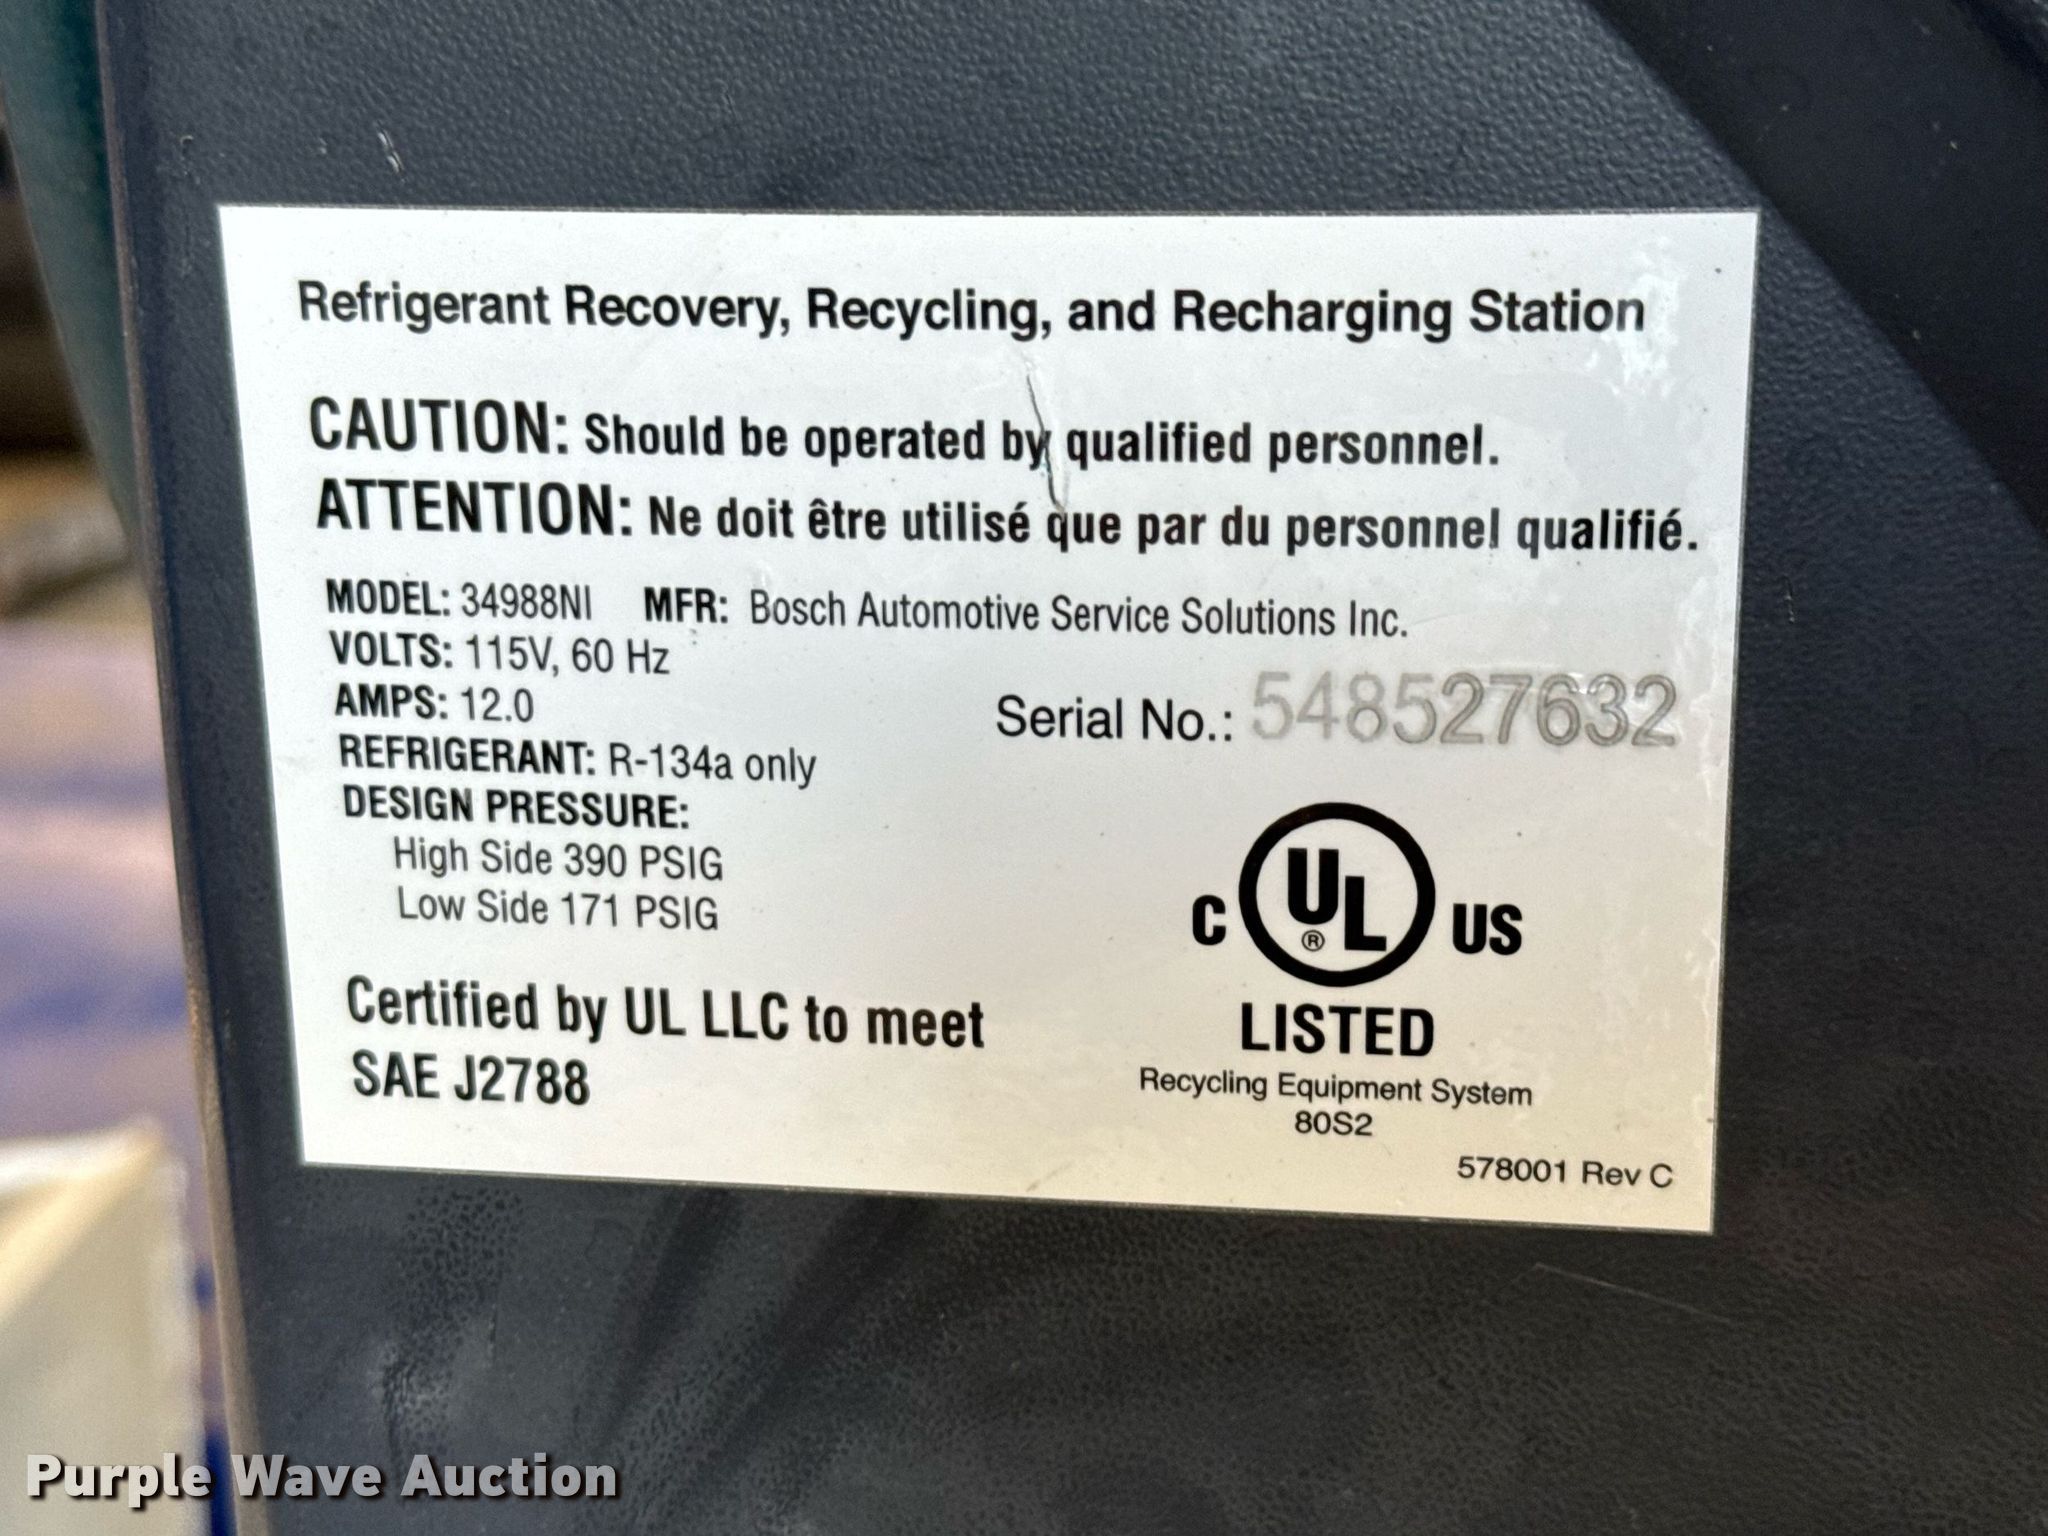 Refrigerant Recovery, Recycling, and Recharging Station
CAUTION: Should be operated by qualified personnel.
ATTENTION: Ne doit être utilisé que par du personnel qualifié.
MODEL: 34988NI MFR: Bosch Automotive Service Solutions Inc.
VOLTS: 115V, 60 Hz
AMPS: 12.0
Serial No.: 548527632
REFRIGERANT: R-134a only
DESIGN PRESSURE:
High Side 390 PSIG
Low Side 171 PSIG
C UL® US
LISTED
Recycling Equipment System
80S2
Certified by UL LLC to meet
SAE J2788
578001 Rev C
Purple Wave Auction